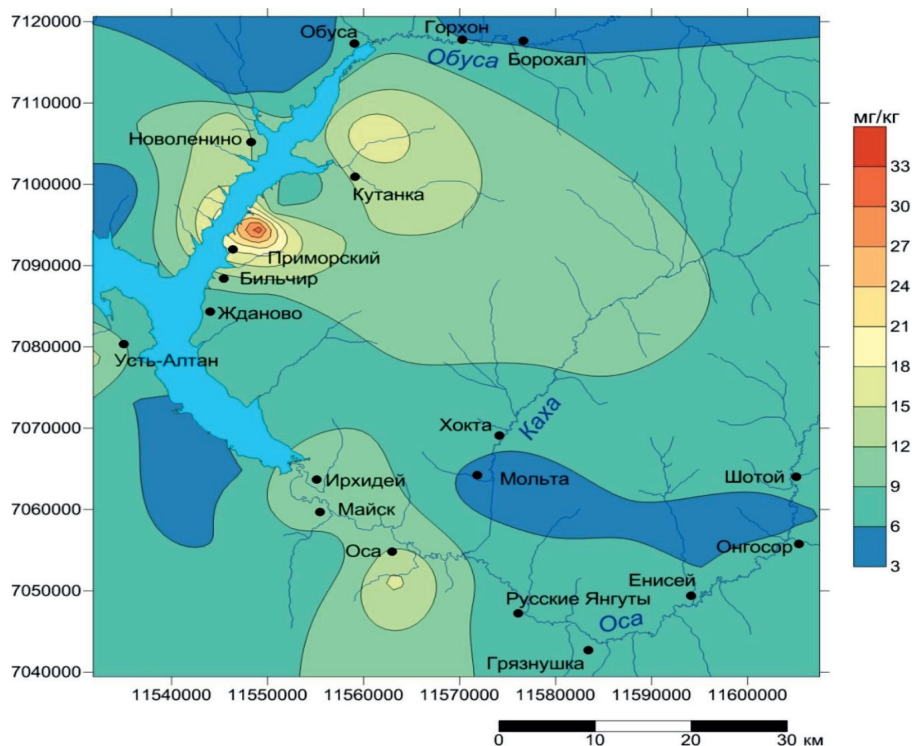 7120000
7110000
7100000
7090000
7080000
7070000
7060000
7050000
7040000
Обуса
Горхон
Обуса
Борохал
Новоленино
Кутанка
Приморский
Бильчир
Жданово
Усть-Алтан
Хокта
Каха
Ирхидей
Мольта
Шотой
Майск
Оса
Онгосор
Енисей
Русские Янгуты
Оса
Грязнушка
11540000
11550000
11560000
11570000
11580000
11590000
11600000
мг/кг
33
30
27
24
21
18
15
12
9
6
3
0
10
20
30 км